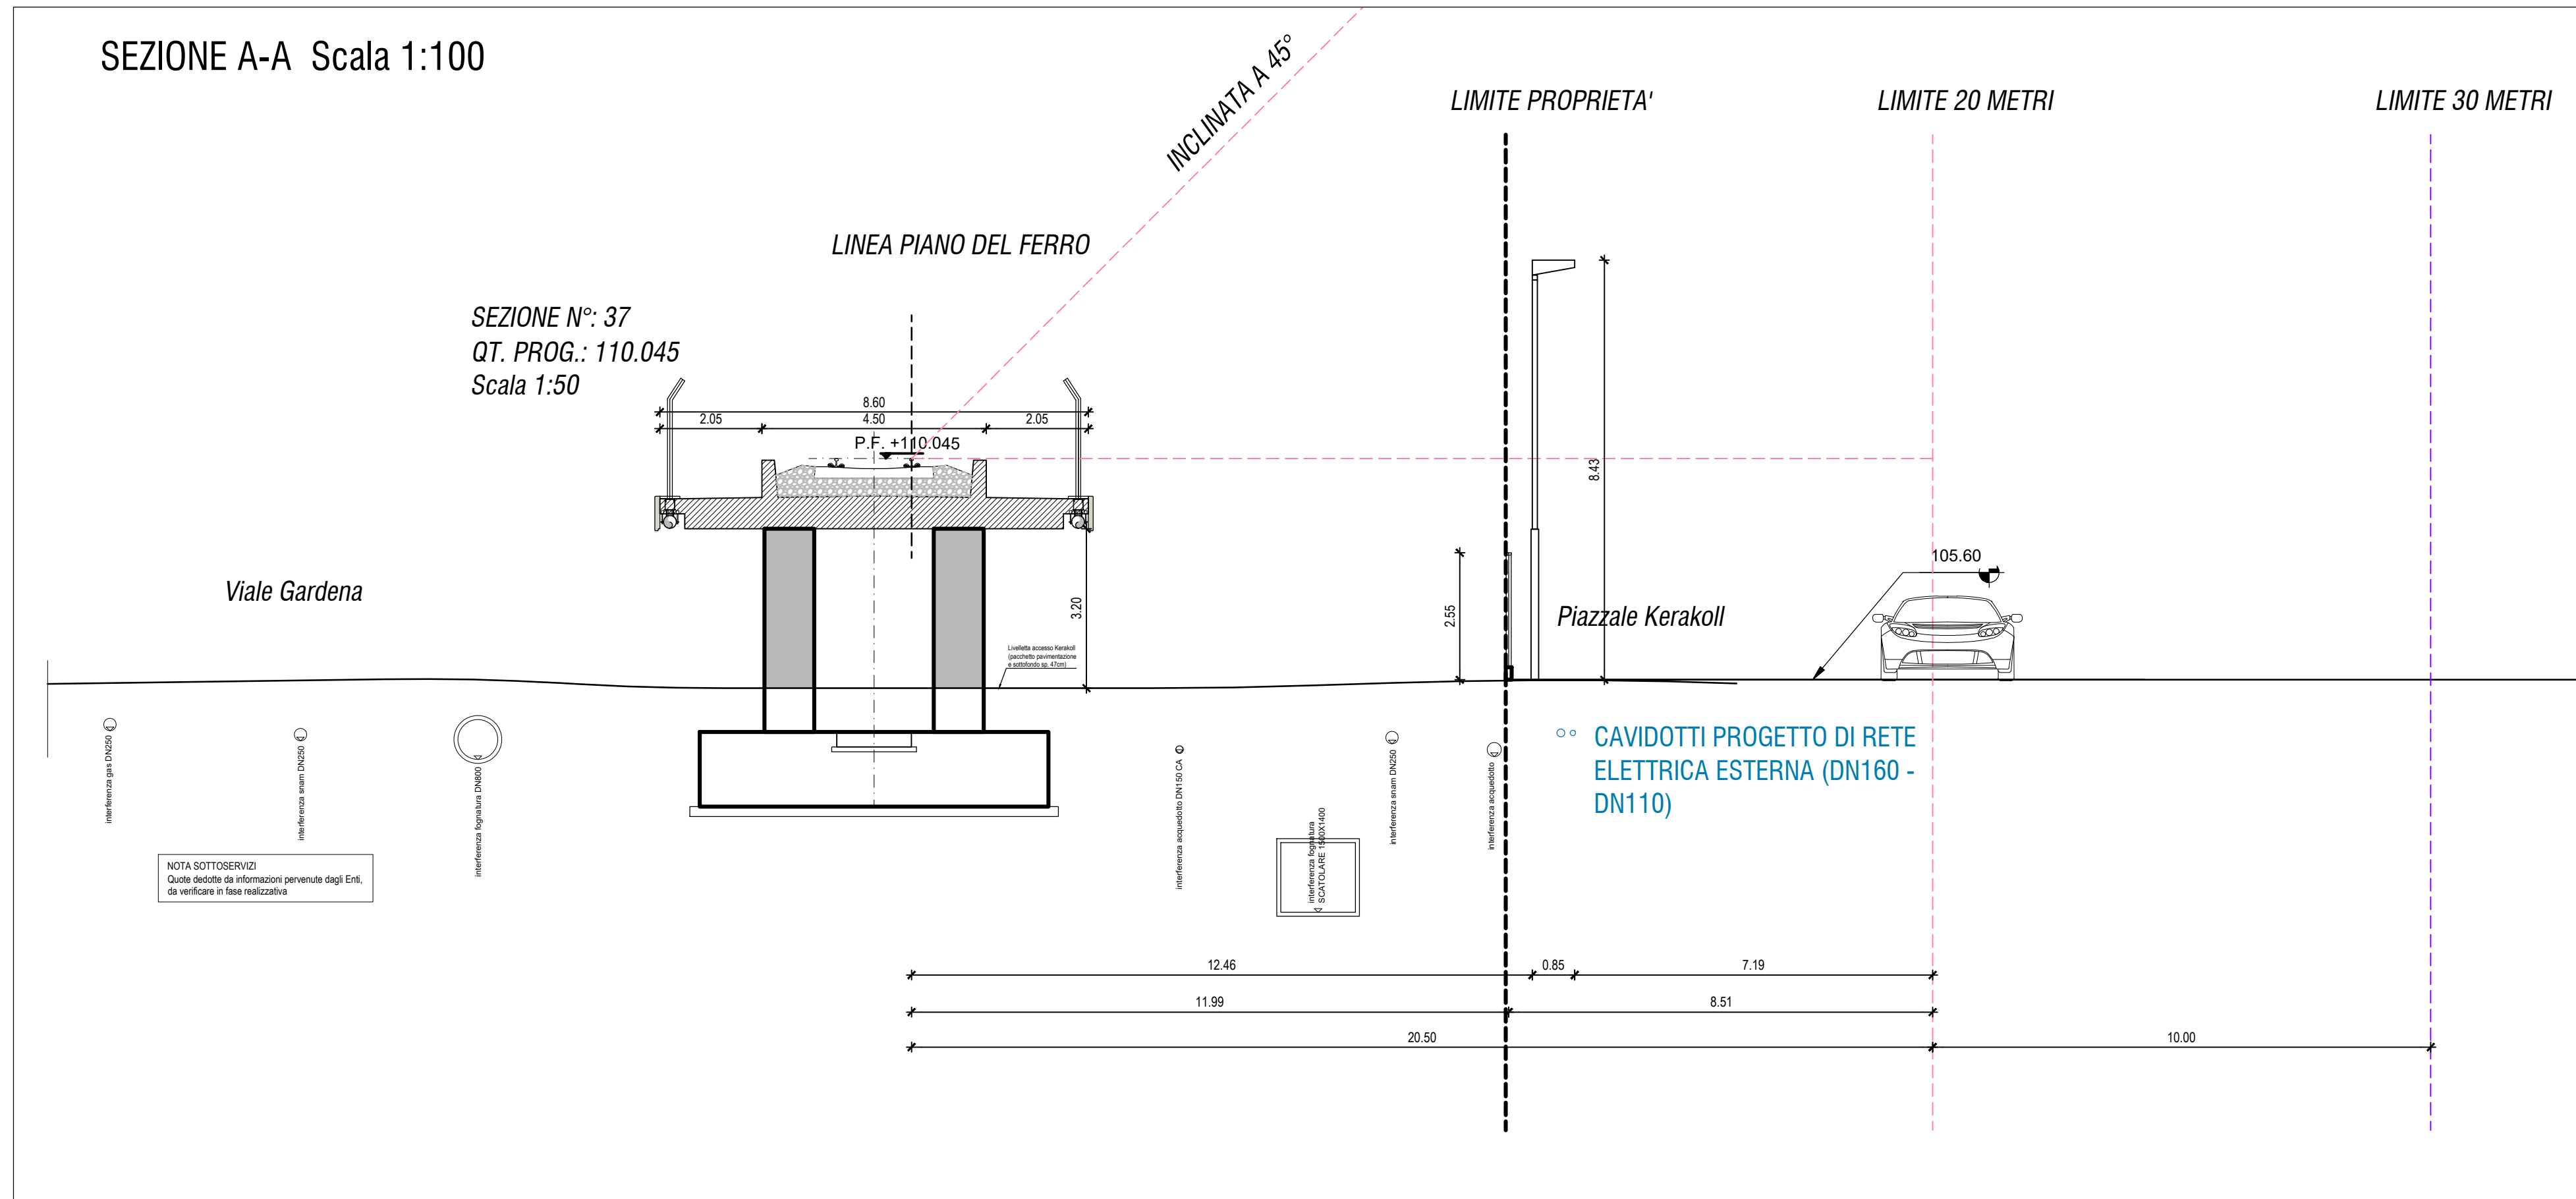 SEZIONE A-A Scala 1:100
INCLINATA A 45°
LIMITE PROPRIETA'
LIMITE 20 METRI
LIMITE 30 METRI
LINEA PIANO DEL FERRO
SEZIONE N°: 37
QT. PROG.: 110.045
Scala 1:50
8.60
2.05
4.50
2.05
P.F. +110.045
8.43
105.60
Viale Gardena
3.20
2.55
Piazzale Kerakoll
Livelletta accesso Kerakoll
(pacchetto pavimentazione
e sottofondo sp. 47cm)
interferenza gas DN250
interferenza snam DN250
interferenza fognatura DN800
interferenza acquedotto DN150 CA
interferenza fognatura
SCATOLARE 1500X1400
interferenza snam DN250
interferenza acquedotto
CAVIDOTTI PROGETTO DI RETE
ELETTRICA ESTERNA (DN160 -
DN110)
NOTA SOTTOSERVIZI
Quote dedotte da informazioni pervenute dagli Enti,
da verificare in fase realizzativa
12.46
0.85
7.19
11.99
8.51
20.50
10.00